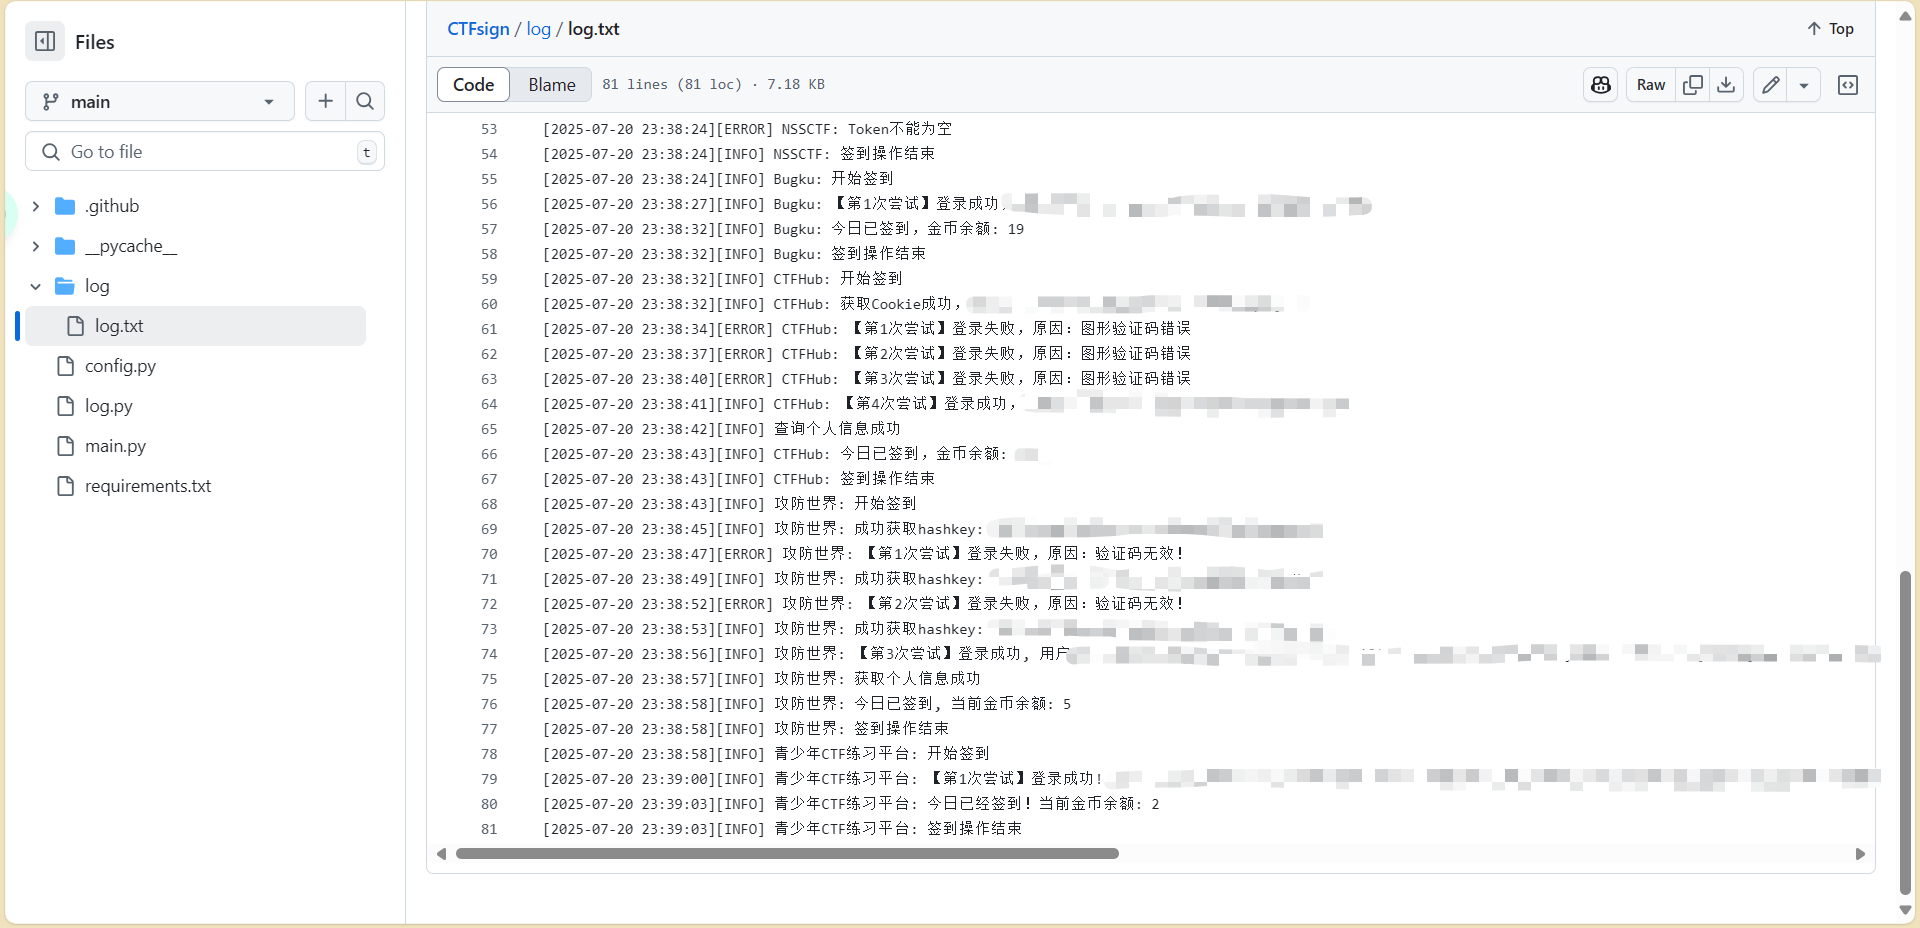 Files
main
Go to file
t
.github
__pycache__
log
log.txt
config.py
log.py
main.py
requirements.txt
CTFsign / log / log.txt
Top
Code
Blame
81 lines (81 loc) · 7.18 KB
Raw
53 [2025-07-20 23:38:24][ERROR] NSSCTF: Token不能为空
54 [2025-07-20 23:38:24][INFO] NSSCTF: 签到操作结束
55 [2025-07-20 23:38:24][INFO] Bugku: 开始签到
56 [2025-07-20 23:38:27][INFO] Bugku: 【第1次尝试】登录成功
57 [2025-07-20 23:38:32][INFO] Bugku: 今日已签到，金币余额: 19
58 [2025-07-20 23:38:32][INFO] Bugku: 签到操作结束
59 [2025-07-20 23:38:32][INFO] CTFHub: 开始签到
60 [2025-07-20 23:38:32][INFO] CTFHub: 获取Cookie成功，
61 [2025-07-20 23:38:34][ERROR] CTFHub: 【第1次尝试】登录失败，原因：图形验证码错误
62 [2025-07-20 23:38:37][ERROR] CTFHub: 【第2次尝试】登录失败，原因：图形验证码错误
63 [2025-07-20 23:38:40][ERROR] CTFHub: 【第3次尝试】登录失败，原因：图形验证码错误
64 [2025-07-20 23:38:41][INFO] CTFHub: 【第4次尝试】登录成功，
65 [2025-07-20 23:38:42][INFO] 查询个人信息成功
66 [2025-07-20 23:38:43][INFO] CTFHub: 今日已签到，金币余额:
67 [2025-07-20 23:38:43][INFO] CTFHub: 签到操作结束
68 [2025-07-20 23:38:43][INFO] 攻防世界: 开始签到
69 [2025-07-20 23:38:45][INFO] 攻防世界: 成功获取hashkey:
70 [2025-07-20 23:38:47][ERROR] 攻防世界: 【第1次尝试】登录失败，原因：验证码无效！
71 [2025-07-20 23:38:49][INFO] 攻防世界: 成功获取hashkey:
72 [2025-07-20 23:38:52][ERROR] 攻防世界: 【第2次尝试】登录失败，原因：验证码无效！
73 [2025-07-20 23:38:53][INFO] 攻防世界: 成功获取hashkey:
74 [2025-07-20 23:38:56][INFO] 攻防世界: 【第3次尝试】登录成功, 用户
75 [2025-07-20 23:38:57][INFO] 攻防世界: 获取个人信息成功
76 [2025-07-20 23:38:58][INFO] 攻防世界: 今日已签到, 当前金币余额: 5
77 [2025-07-20 23:38:58][INFO] 攻防世界: 签到操作结束
78 [2025-07-20 23:38:58][INFO] 青少年CTF练习平台: 开始签到
79 [2025-07-20 23:39:00][INFO] 青少年CTF练习平台: 【第1次尝试】登录成功!
80 [2025-07-20 23:39:03][INFO] 青少年CTF练习平台: 今日已经签到！当前金币余额: 2
81 [2025-07-20 23:39:03][INFO] 青少年CTF练习平台: 签到操作结束